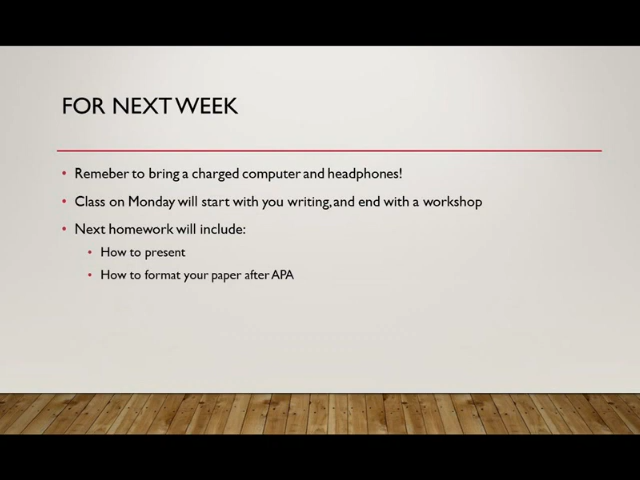 FOR NEXT WEEK
• Remeber to bring a charged computer and headphones!
• Class on Monday will start with you writing, and end with a workshop
• Next homework will include:
• How to present
• How to format your paper after APA